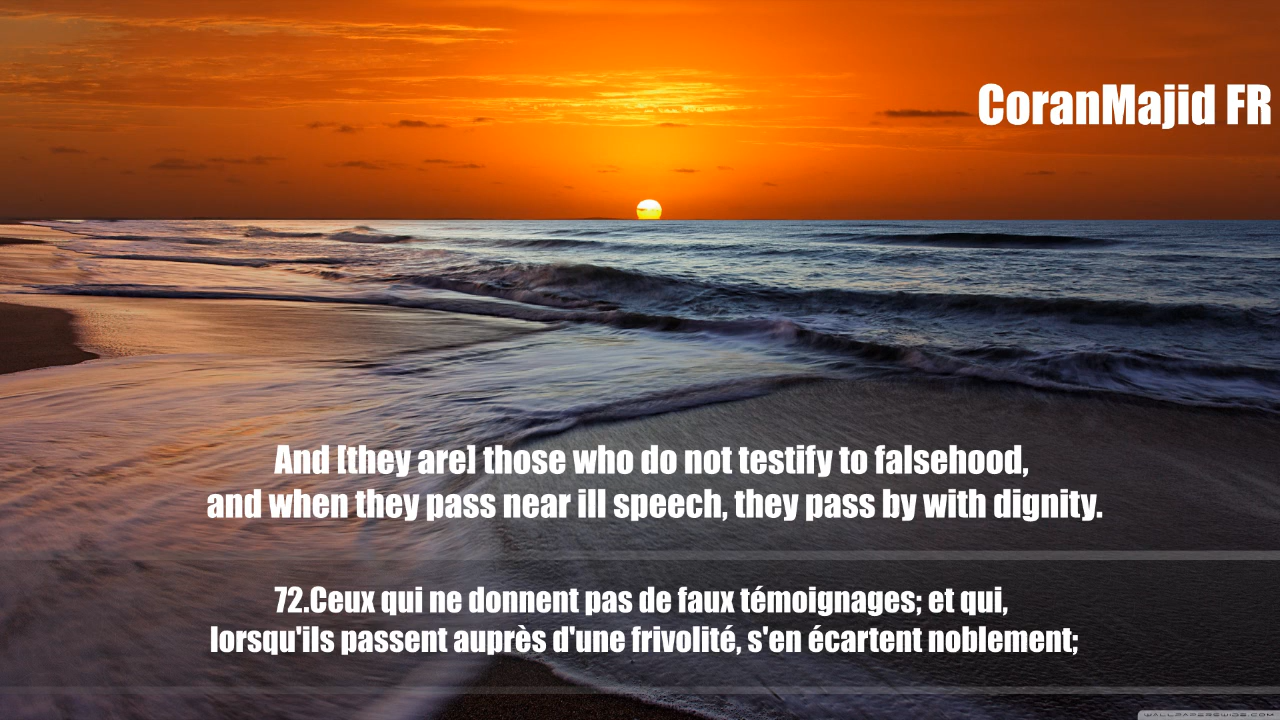 CoranMajid FR
And [they are] those who do not testify to falsehood,
and when they pass near ill speech, they pass by with dignity.
72.Ceux qui ne donnent pas de faux témoignages; et qui,
lorsqu'ils passent auprès d'une frivolité, s'en écartent noblement;
WALLPAPERSWIDE.COM